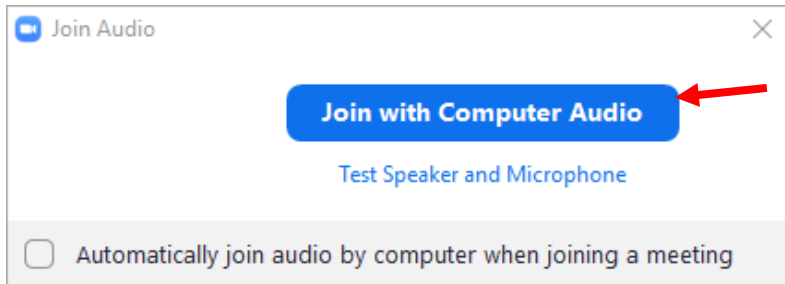 Join Audio
Join with Computer Audio
Test Speaker and Microphone
Automatically join audio by computer when joining a meeting